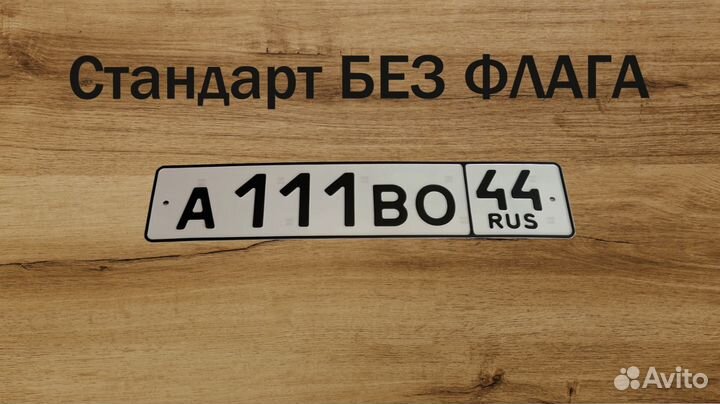 Стандарт БЕЗ ФЛАГА
А 111 ВО 44
RUS
Avito